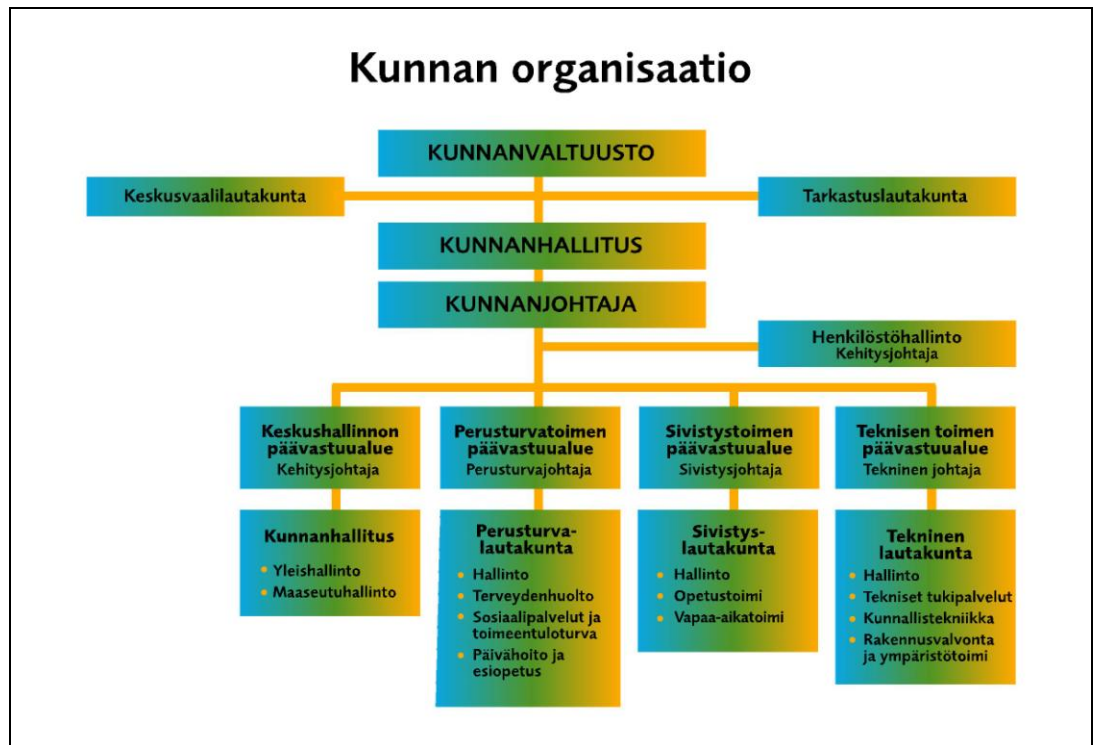 Kunnan organisaatio
KUNNANVALTUUSTO
Keskusvaalilautakunta
Tarkastuslautakunta
KUNNANHALLITUS
KUNNANJOHTAJA
Henkilöstöhallinto
Kehitysjohtaja
Keskushallinnon
päävastuualue
Kehitysjohtaja
Perusturvatoimen
päävastuualue
Perusturvajohtaja
Sivistystoimen
päävastuualue
Sivistysjohtaja
Teknisen toimen
päävastuualue
Tekninen johtaja
Kunnanhallitus
• Yleishallinto
• Maaseutuhallinto
Perusturva-
lautakunta
• Hallinto
• Terveydenhuolto
• Sosiaalipalvelut ja
toimeentuloturva
• Päivähoito ja
esiopetus
Sivistys-
lautakunta
• Hallinto
• Opetustoimi
• Vapaa-aikatoimi
Tekninen
lautakunta
• Hallinto
• Tekniset tukipalvelut
• Kunnallistekniikka
• Rakennusvalvonta
ja ympäristötoimi